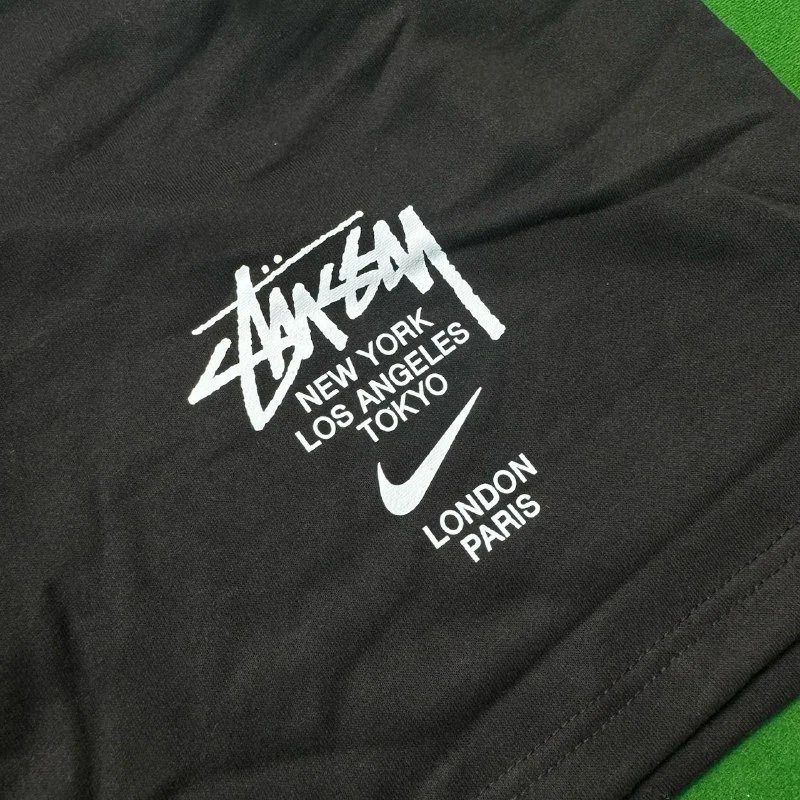 STÜSSY
NEW YORK
LOS ANGELES
TOKYO
LONDON
PARIS